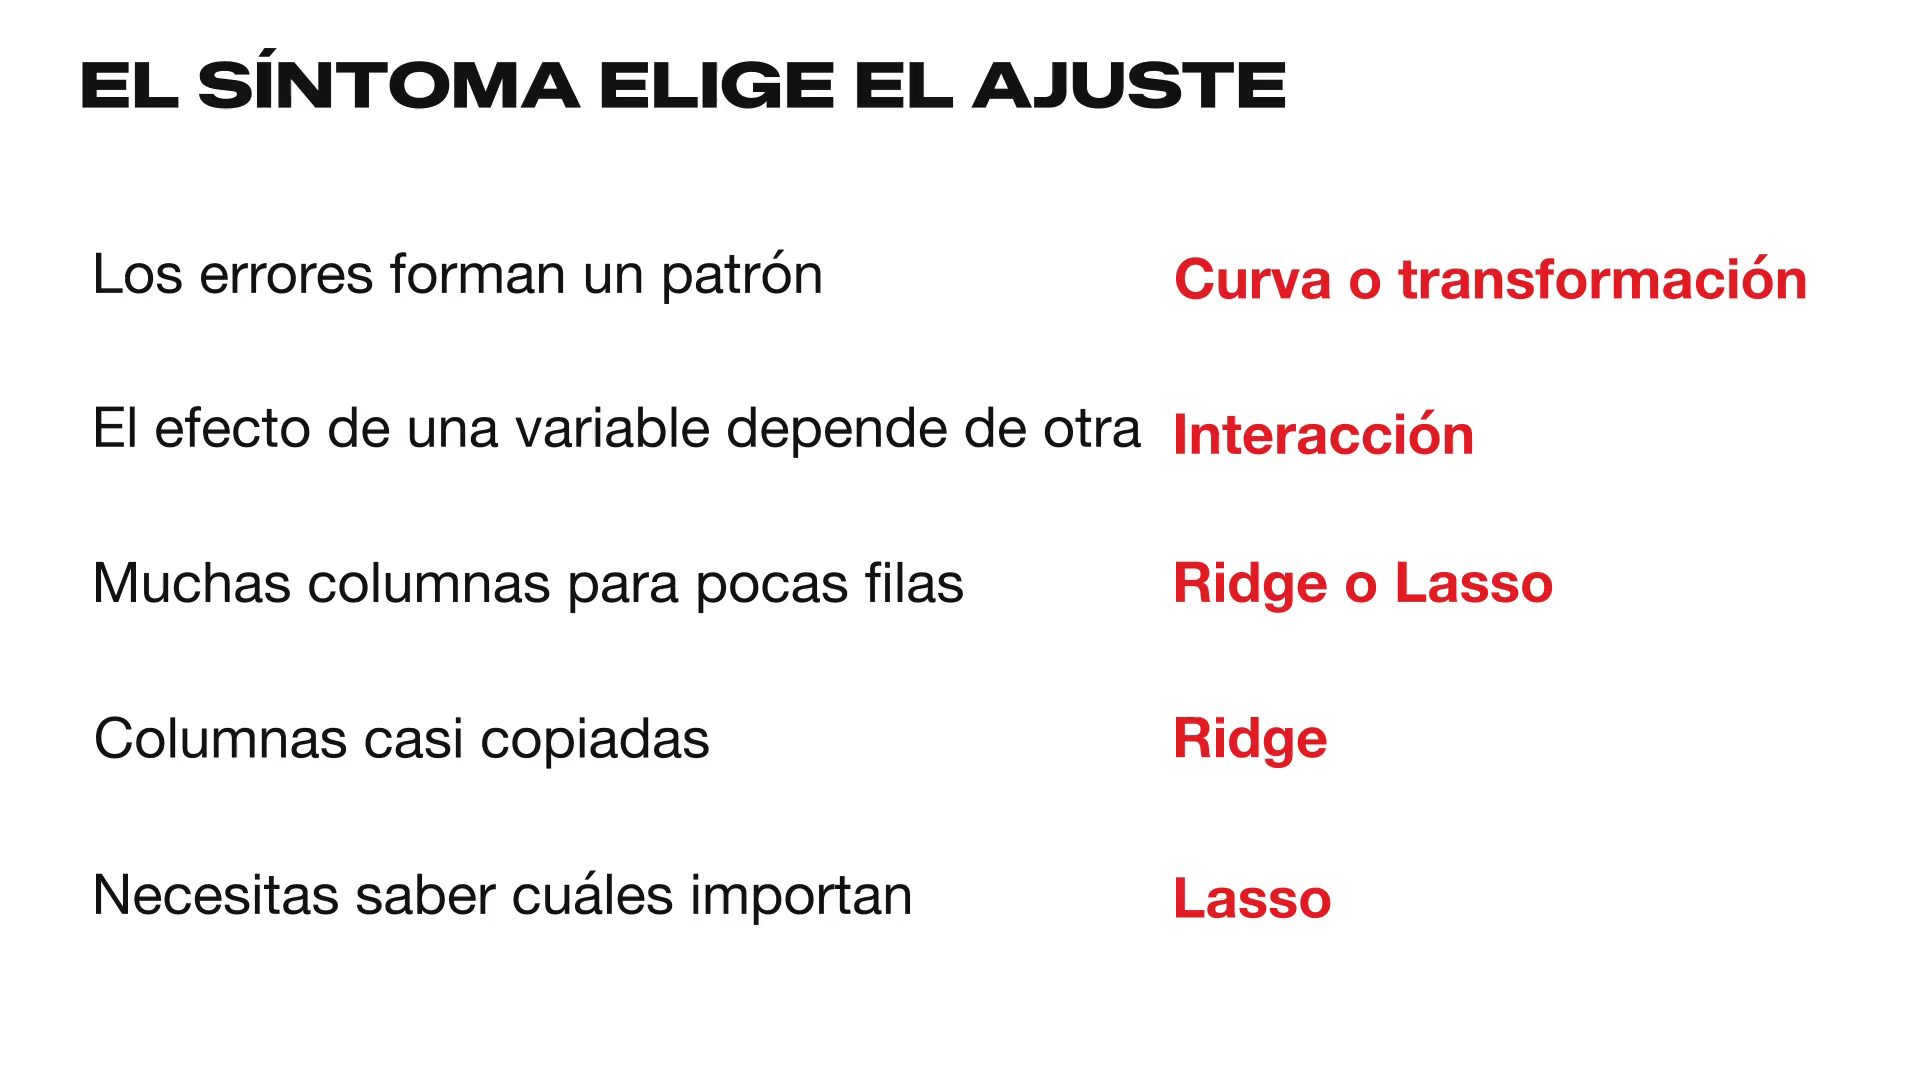 EL SÍNTOMA ELIGE EL AJUSTE
Los errores forman un patrón Curva o transformación
El efecto de una variable depende de otra Interacción
Muchas columnas para pocas filas Ridge o Lasso
Columnas casi copiadas Ridge
Necesitas saber cuáles importan Lasso